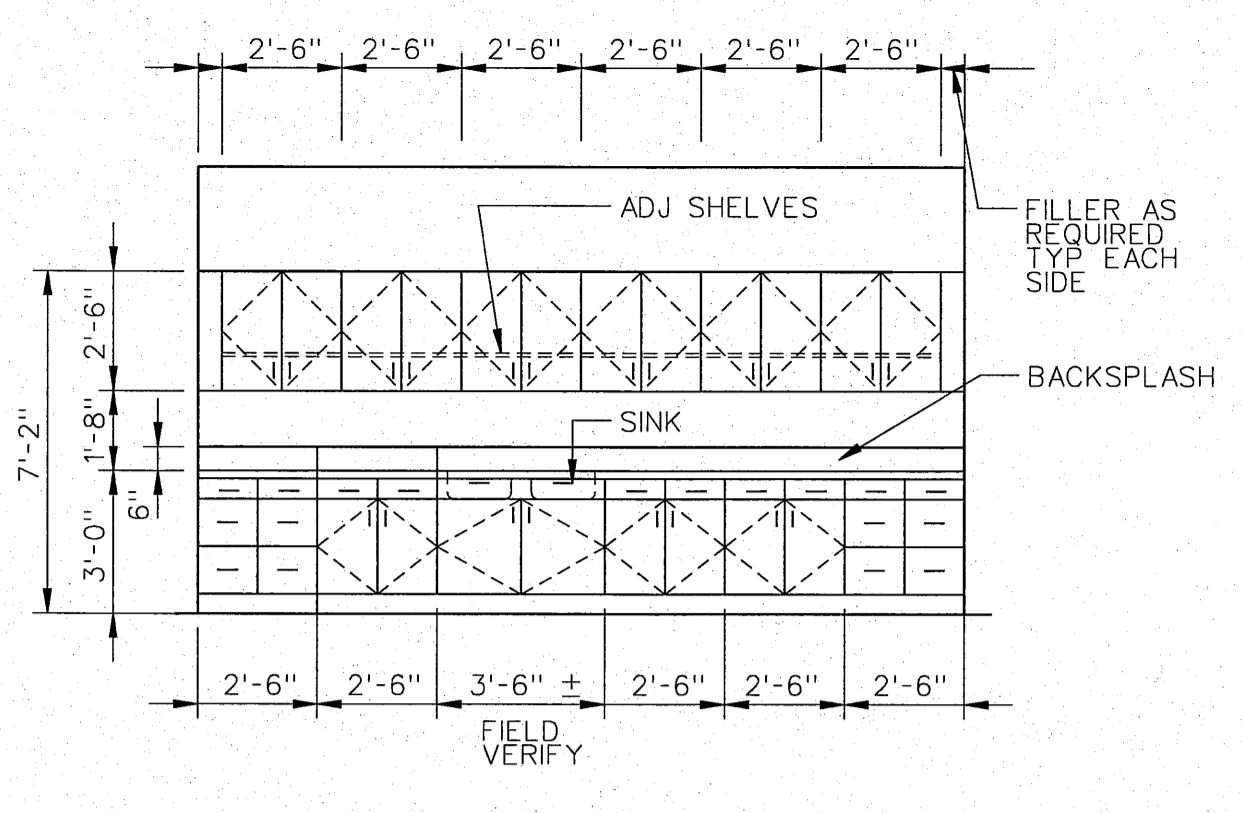 2'-6" 2'-6" 2'-6" 2'-6" 2'-6" 2'-6"
ADJ SHELVES
FILLER AS
REQUIRED
TYP EACH
SIDE
2'-6"
BACKSPLASH
7'-2"
1'-8"
SINK
6"
3'-0"
2'-6" 2'-6" 3'-6" ± 2'-6" 2'-6" 2'-6"
FIELD
VERIFY